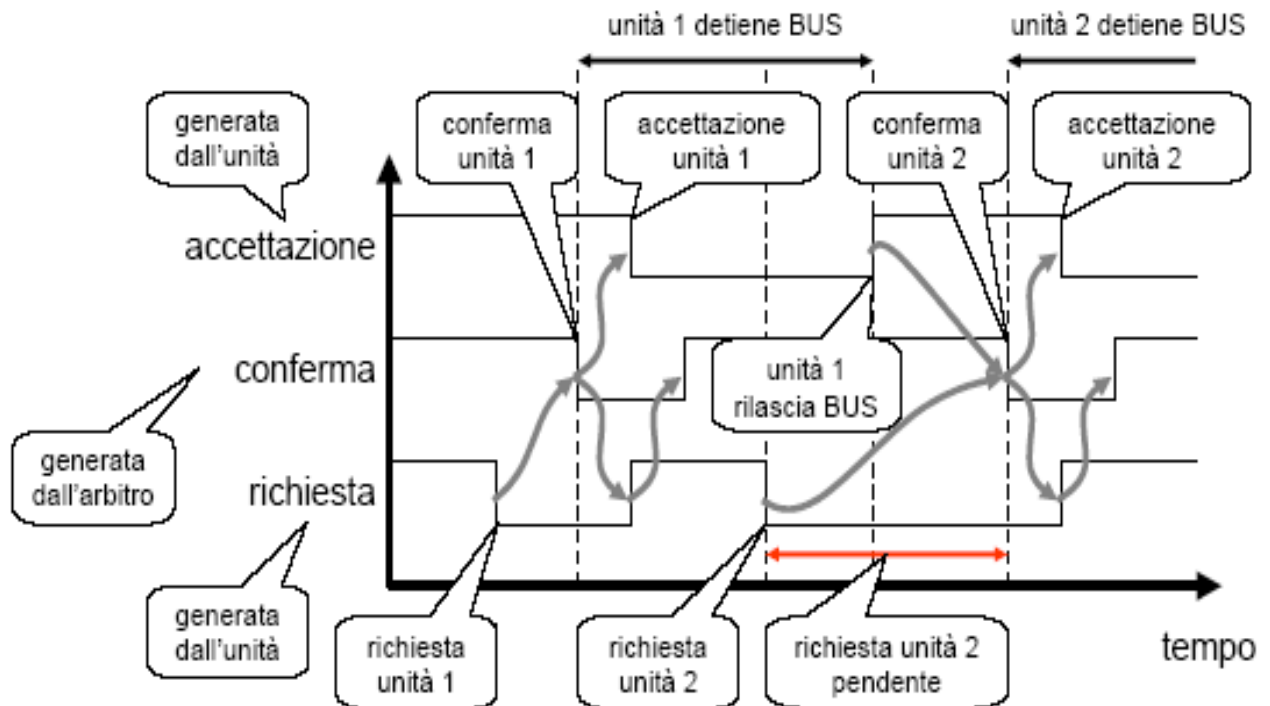 unità 1 detiene BUS
unità 2 detiene BUS
generata
dall'unità
conferma
unità 1
accettazione
unità 1
conferma
unità 2
accettazione
unità 2
accettazione
conferma
unità 1
rilascia BUS
generata
dall'arbitro
richiesta
generata
dall'unità
richiesta
unità 1
richiesta
unità 2
richiesta unità 2
pendente
tempo